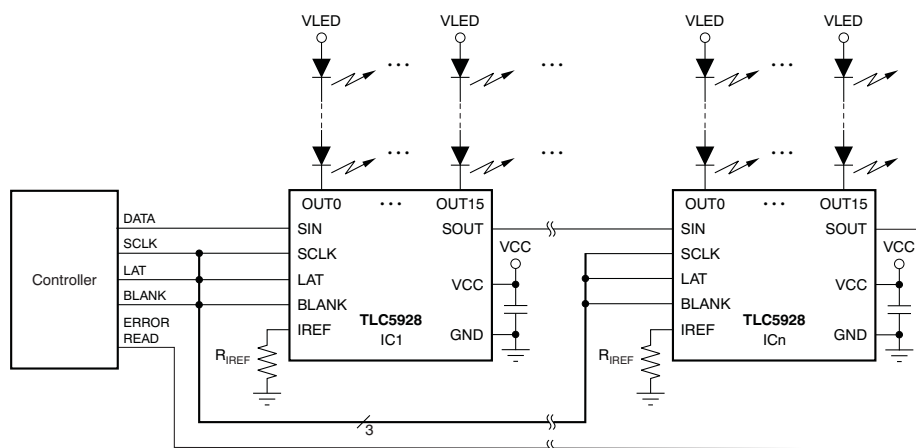 VLED VLED VLED VLED
... ... ... ...
... ... ...
OUT0 ... OUT15 OUT0 ... OUT15
DATA SIN SOUT SIN SOUT
SCLK SCLK VCC SCLK VCC
Controller LAT LAT VCC LAT VCC
BLANK BLANK BLANK
ERROR READ IREF TLC5928 IC1 GND IREF TLC5928 ICn GND
RIREF RIREF
3